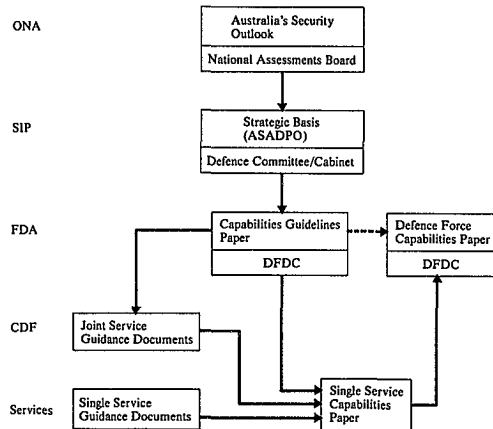 ONA
Australia's Security
Outlook
National Assessments Board
SIP
Strategic Basis
(ASADPO)
Defence Committee/Cabinet
FDA
Capabilities Guidelines
Paper
DFDC
Defence Force
Capabilities Paper
DFDC
CDF
Joint Service
Guidance Documents
Services
Single Service
Guidance Documents
Single Service
Capabilities
Paper